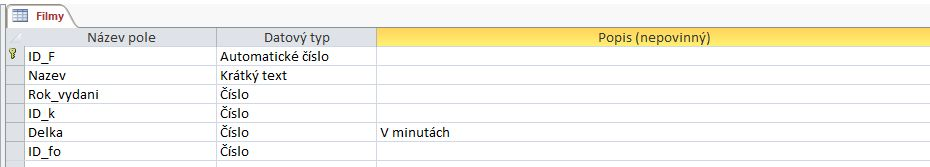 Filmy
Název pole Datový typ Popis (nepovinný)
ID_F Automatické číslo
Nazev Krátký text
Rok_vydani Číslo
ID_k Číslo
Delka Číslo V minutách
ID_fo Číslo